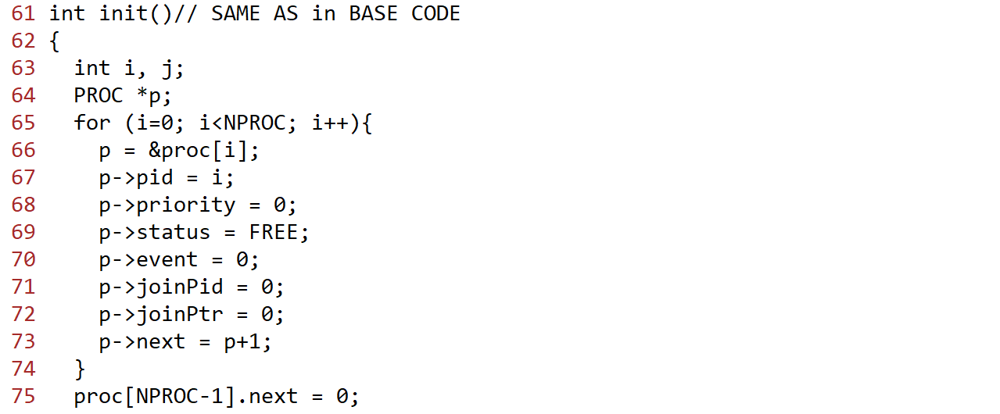 61 int init()// SAME AS in BASE CODE
62 {
63   int i, j;
64   PROC *p;
65   for (i=0; i<NPROC; i++){
66     p = &proc[i];
67     p->pid = i;
68     p->priority = 0;
69     p->status = FREE;
70     p->event = 0;
71     p->joinPid = 0;
72     p->joinPtr = 0;
73     p->next = p+1;
74   }
75   proc[NPROC-1].next = 0;